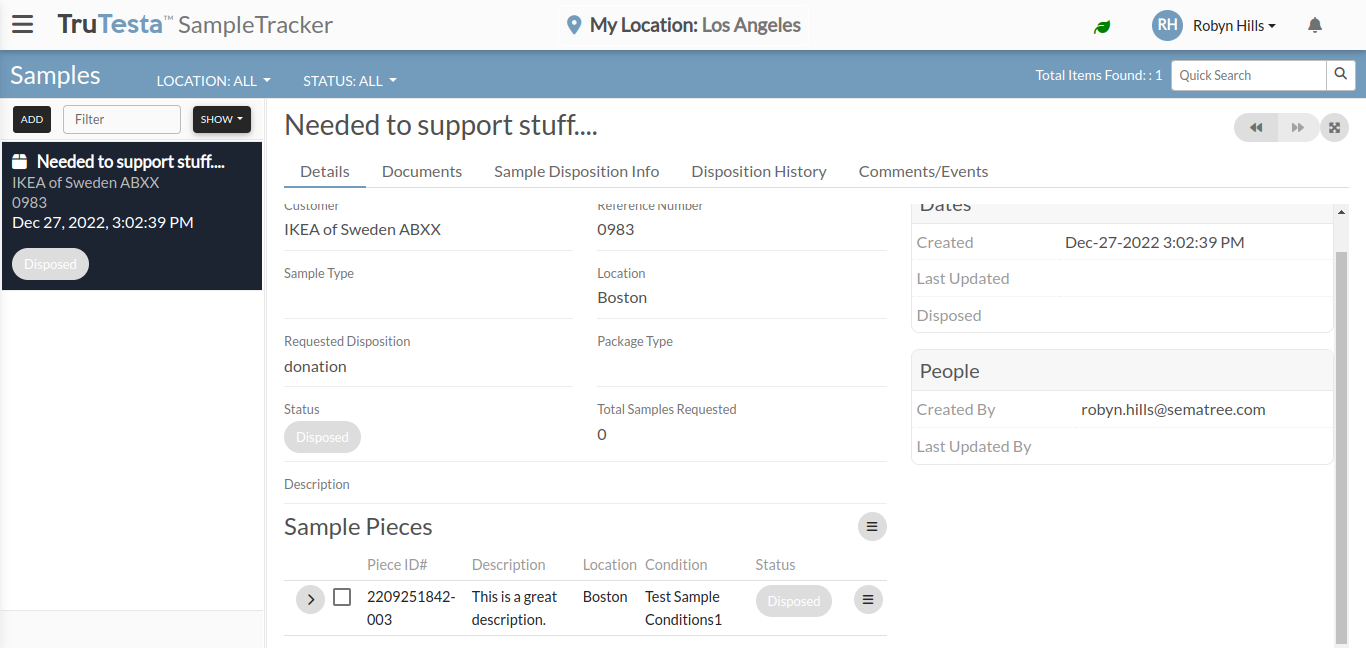 TruTesta™ SampleTracker
My Location: Los Angeles
RH
Robyn Hills
Samples
LOCATION: ALL
STATUS: ALL
Total Items Found: : 1
Quick Search
ADD
Filter
SHOW
Needed to support stuff....
IKEA of Sweden ABXX
0983
Dec 27, 2022, 3:02:39 PM
Disposed
Needed to support stuff....
Details
Documents
Sample Disposition Info
Disposition History
Comments/Events
Customer
IKEA of Sweden ABXX
Reference Number
0983
Sample Type
Location
Boston
Requested Disposition
donation
Package Type
Status
Disposed
Total Samples Requested
0
Description
Sample Pieces
Piece ID# Description Location Condition Status
2209251842- This is a great Boston Test Sample Disposed
003 description. Conditions1
Dates
Created Dec-27-2022 3:02:39 PM
Last Updated
Disposed
People
Created By robyn.hills@sematree.com
Last Updated By